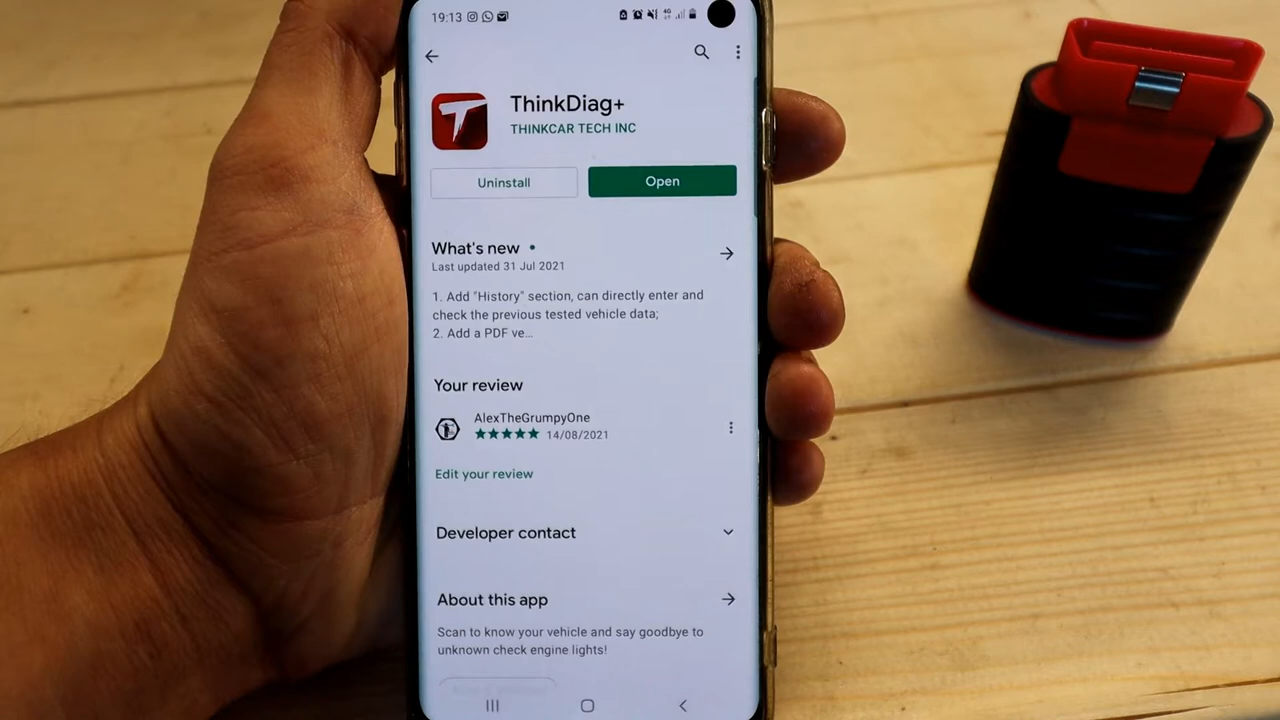 19:13
4G
ThinkDiag+
THINKCAR TECH INC
Uninstall
Open
What's new •
Last updated 31 Jul 2021
1. Add "History" section, can directly enter and
check the previous tested vehicle data;
2. Add a PDF ve...
Your review
AlexTheGrumpyOne
★★★★★ 14/08/2021
Edit your review
Developer contact
About this app
Scan to know your vehicle and say goodbye to
unknown check engine lights!